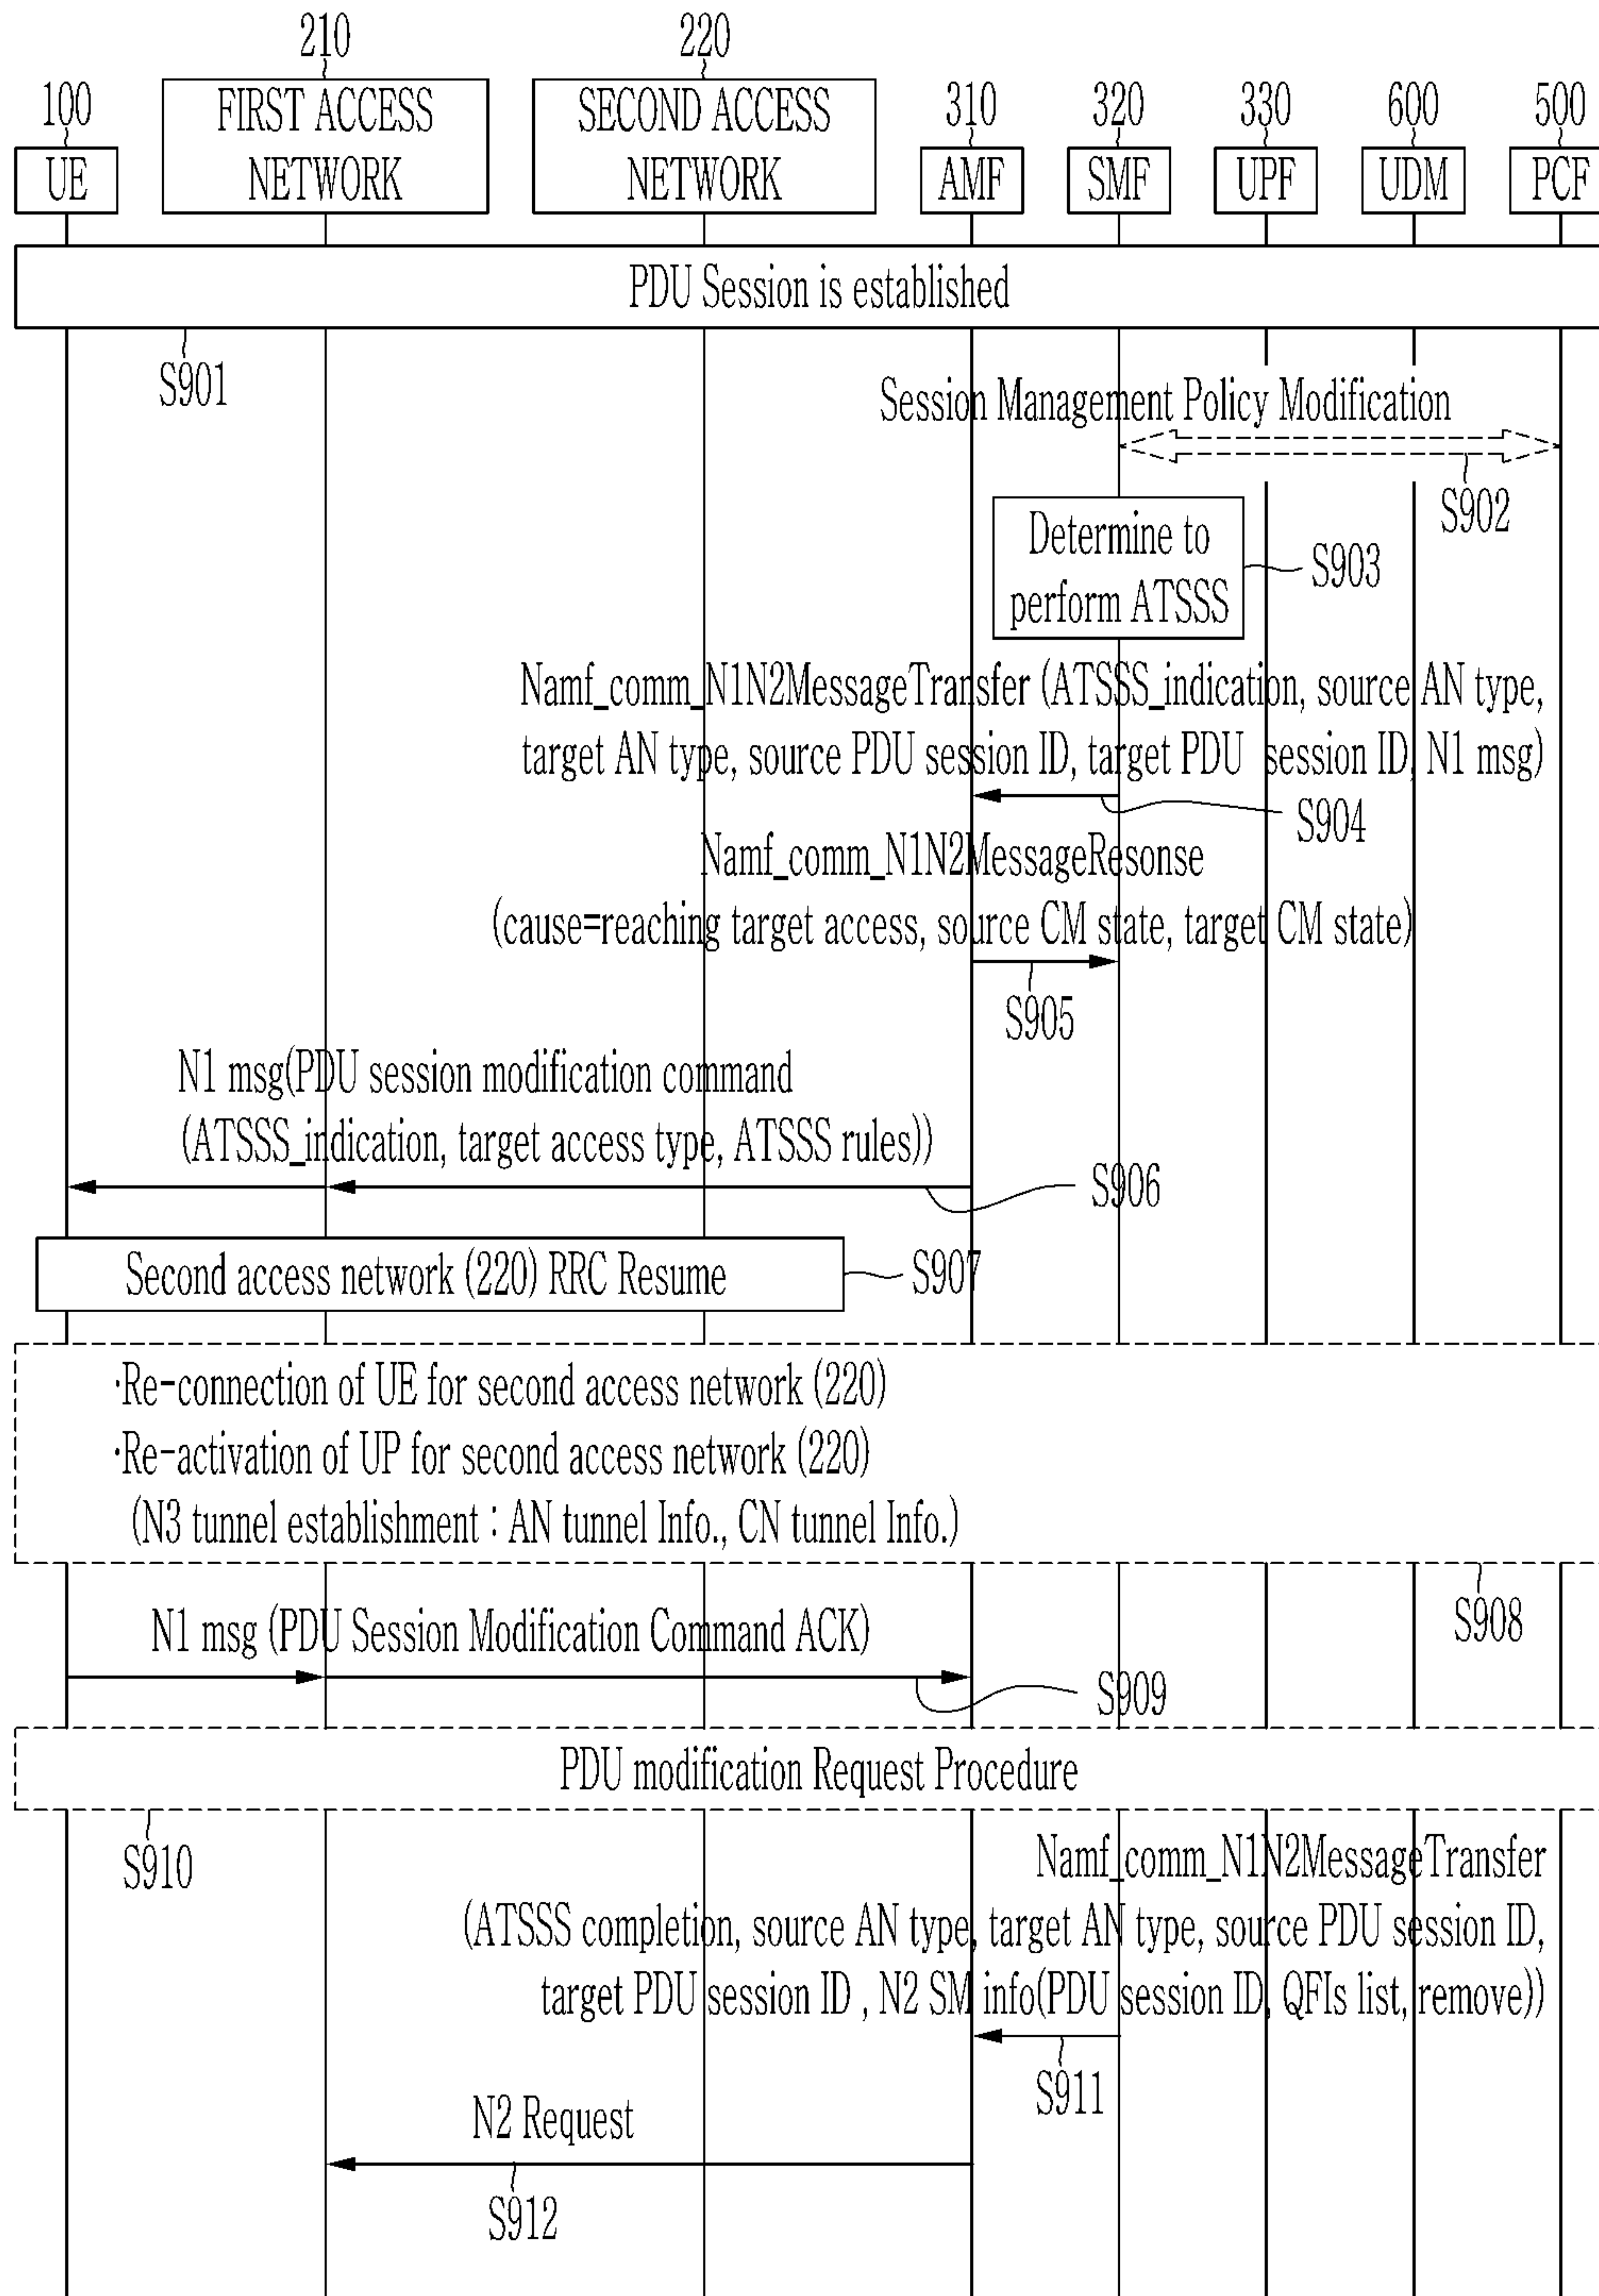 210
220
100
FIRST ACCESS
NETWORK
SECOND ACCESS
NETWORK
310
320
330
600
500
UE
AMF
SMF
UPF
UDM
PCF
PDU Session is established
S901
Session Management Policy Modification
S902
Determine to
perform ATSSS
S903
Namf_comm_N1N2MessageTransfer (ATSSS_indication, source AN type,
target AN type, source PDU session ID, target PDU session ID, N1 msg)
S904
Namf_comm_N1N2MessageResonse
(cause=reaching target access, source CM state, target CM state)
S905
N1 msg(PDU session modification command
(ATSSS_indication, target access type, ATSSS rules))
S906
Second access network (220) RRC Resume
S907
·Re-connection of UE for second access network (220)
·Re-activation of UP for second access network (220)
(N3 tunnel establishment : AN tunnel Info., CN tunnel Info.)
S908
N1 msg (PDU Session Modification Command ACK)
S909
PDU modification Request Procedure
S910
Namf_comm_N1N2MessageTransfer
(ATSSS completion, source AN type, target AN type, source PDU session ID,
target PDU session ID , N2 SM info(PDU session ID, QFIs list, remove))
S911
N2 Request
S912